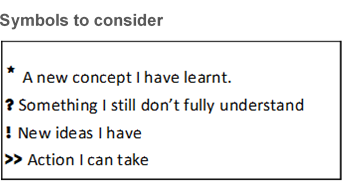 Symbols to consider
* A new concept I have learnt.
? Something I still don't fully understand
! New ideas I have
>> Action I can take